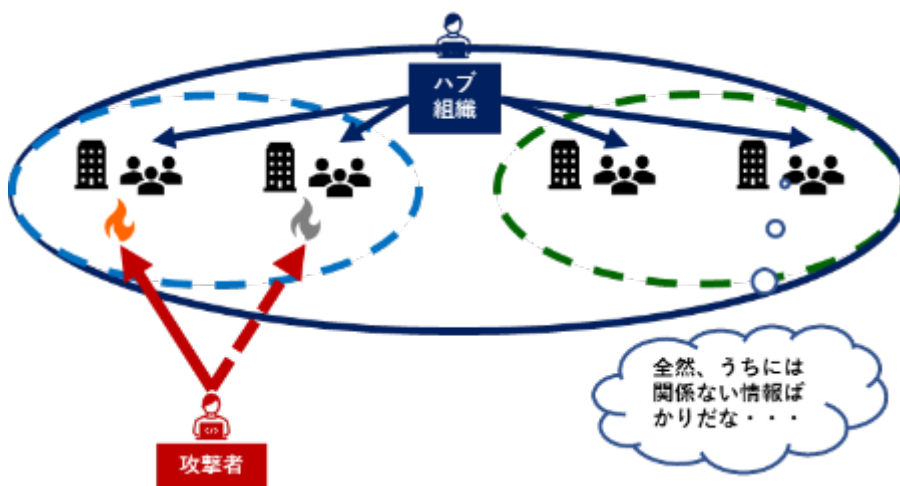 ハブ
組織
全然、うちには
関係ない情報ば
かりだな・・・
攻撃者